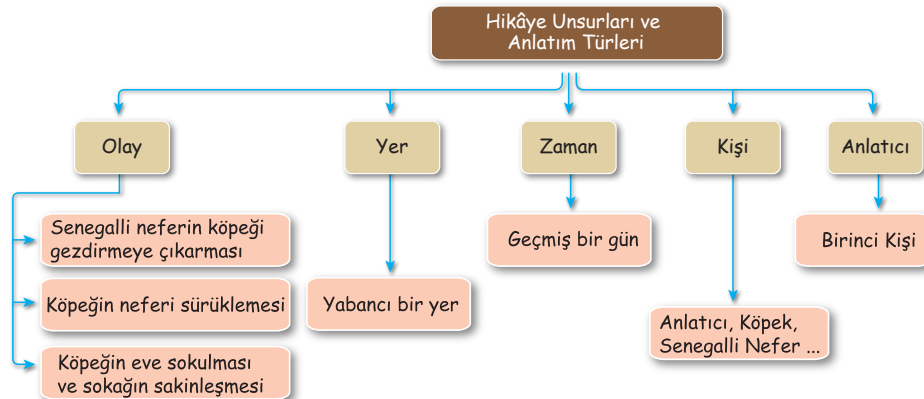 Hikâye Unsurları ve
Anlatım Türleri
Olay
Yer
Zaman
Kişi
Anlatıcı
Senegalli neferin köpeği
gezdirmeye çıkarması
Köpeğin neferi sürüklemesi
Köpeğin eve sokulması
ve sokağın sakinleşmesi
Yabancı bir yer
Geçmiş bir gün
Anlatıcı, Köpek,
Senegalli Nefer ...
Birinci Kişi